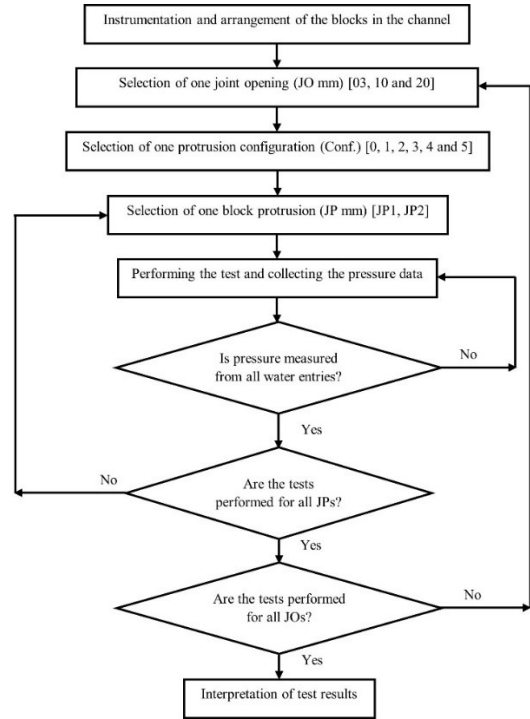 Instrumentation and arrangement of the blocks in the channel
Selection of one joint opening (JO mm) [03, 10 and 20]
Selection of one protrusion configuration (Conf.) [0, 1, 2, 3, 4 and 5]
Selection of one block protrusion (JP mm) [JP1, JP2]
Performing the test and collecting the pressure data
Is pressure measured
from all water entries?
No
Yes
No
Are the tests
performed for all JPs?
Yes
Are the tests performed
for all JOs?
No
Yes
Interpretation of test results